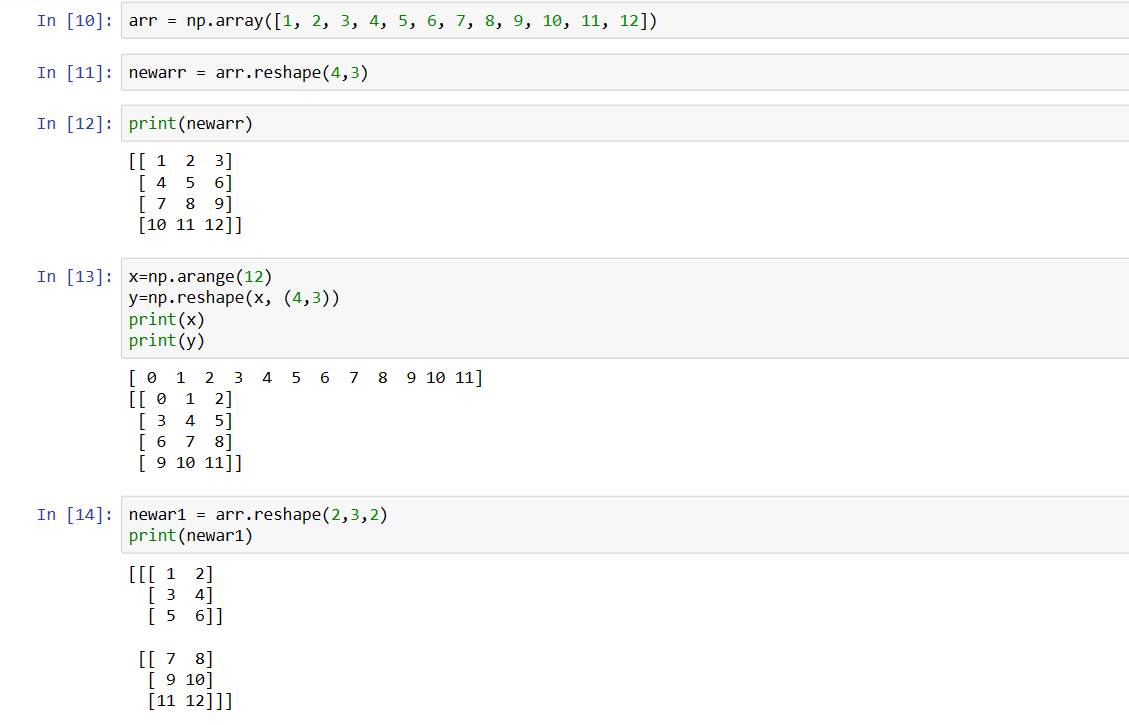 In [10]: arr = np.array([1, 2, 3, 4, 5, 6, 7, 8, 9, 10, 11, 12])
In [11]: newarr = arr.reshape(4,3)
In [12]: print(newarr)
[[ 1  2  3]
 [ 4  5  6]
 [ 7  8  9]
 [10 11 12]]
In [13]: x=np.arange(12)
y=np.reshape(x, (4,3))
print(x)
print(y)
[ 0  1  2  3  4  5  6  7  8  9 10 11]
[[ 0  1  2]
 [ 3  4  5]
 [ 6  7  8]
 [ 9 10 11]]
In [14]: newar1 = arr.reshape(2,3,2)
print(newar1)
[[[ 1  2]
  [ 3  4]
  [ 5  6]]

 [[ 7  8]
  [ 9 10]
  [11 12]]]